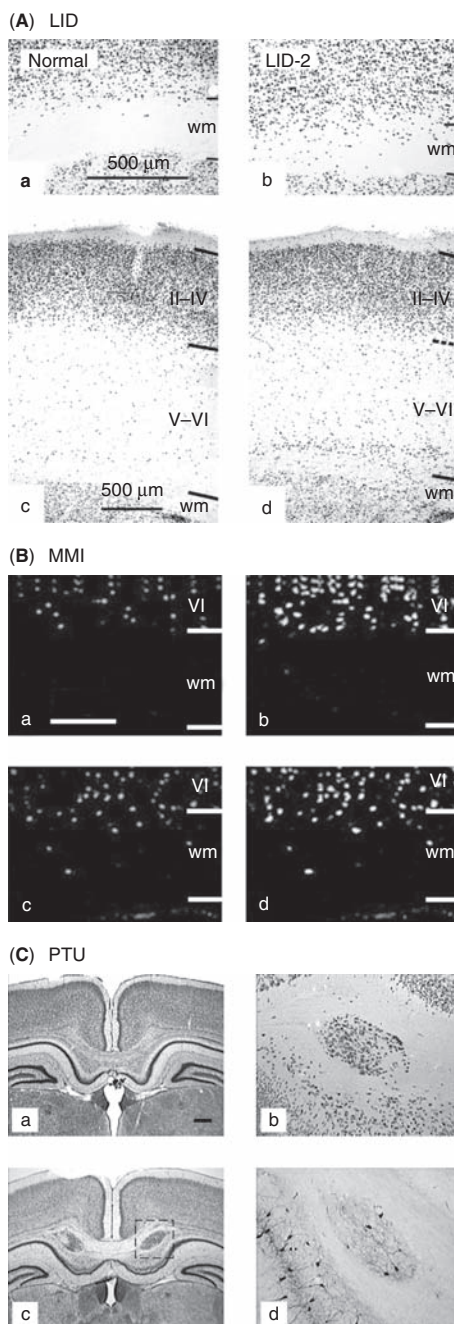 (A) LID
Normal
wm
500 μm
a
LID-2
wm
b
II–IV
V–VI
500 μm
wm
c
II–IV
V–VI
wm
d
(B) MMI
VI
wm
a
VI
wm
b
VI
wm
c
VI
wm
d
(C) PTU
a
b
c
d